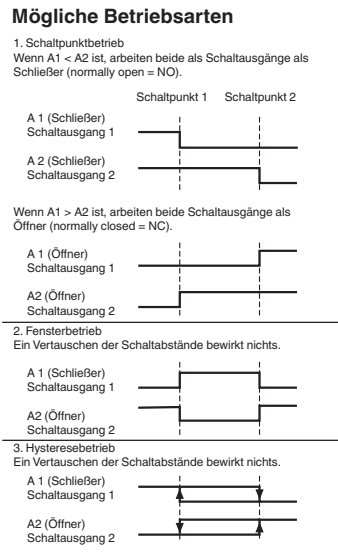 Mögliche Betriebsarten
1. Schaltpunktbetrieb
Wenn A1 < A2 ist, arbeiten beide als Schaltausgänge als
Schließer (normally open = NO).
Schaltpunkt 1 Schaltpunkt 2
A 1 (Schließer)
Schaltausgang 1
A 2 (Schließer)
Schaltausgang 2
Wenn A1 > A2 ist, arbeiten beide Schaltausgänge als
Öffner (normally closed = NC).
A 1 (Öffner)
Schaltausgang 1
A2 (Öffner)
Schaltausgang 2
2. Fensterbetrieb
Ein Vertauschen der Schaltabstände bewirkt nichts.
A 1 (Schließer)
Schaltausgang 1
A2 (Öffner)
Schaltausgang 2
3. Hysteresebetrieb
Ein Vertauschen der Schaltabstände bewirkt nichts.
A 1 (Schließer)
Schaltausgang 1
A2 (Öffner)
Schaltausgang 2